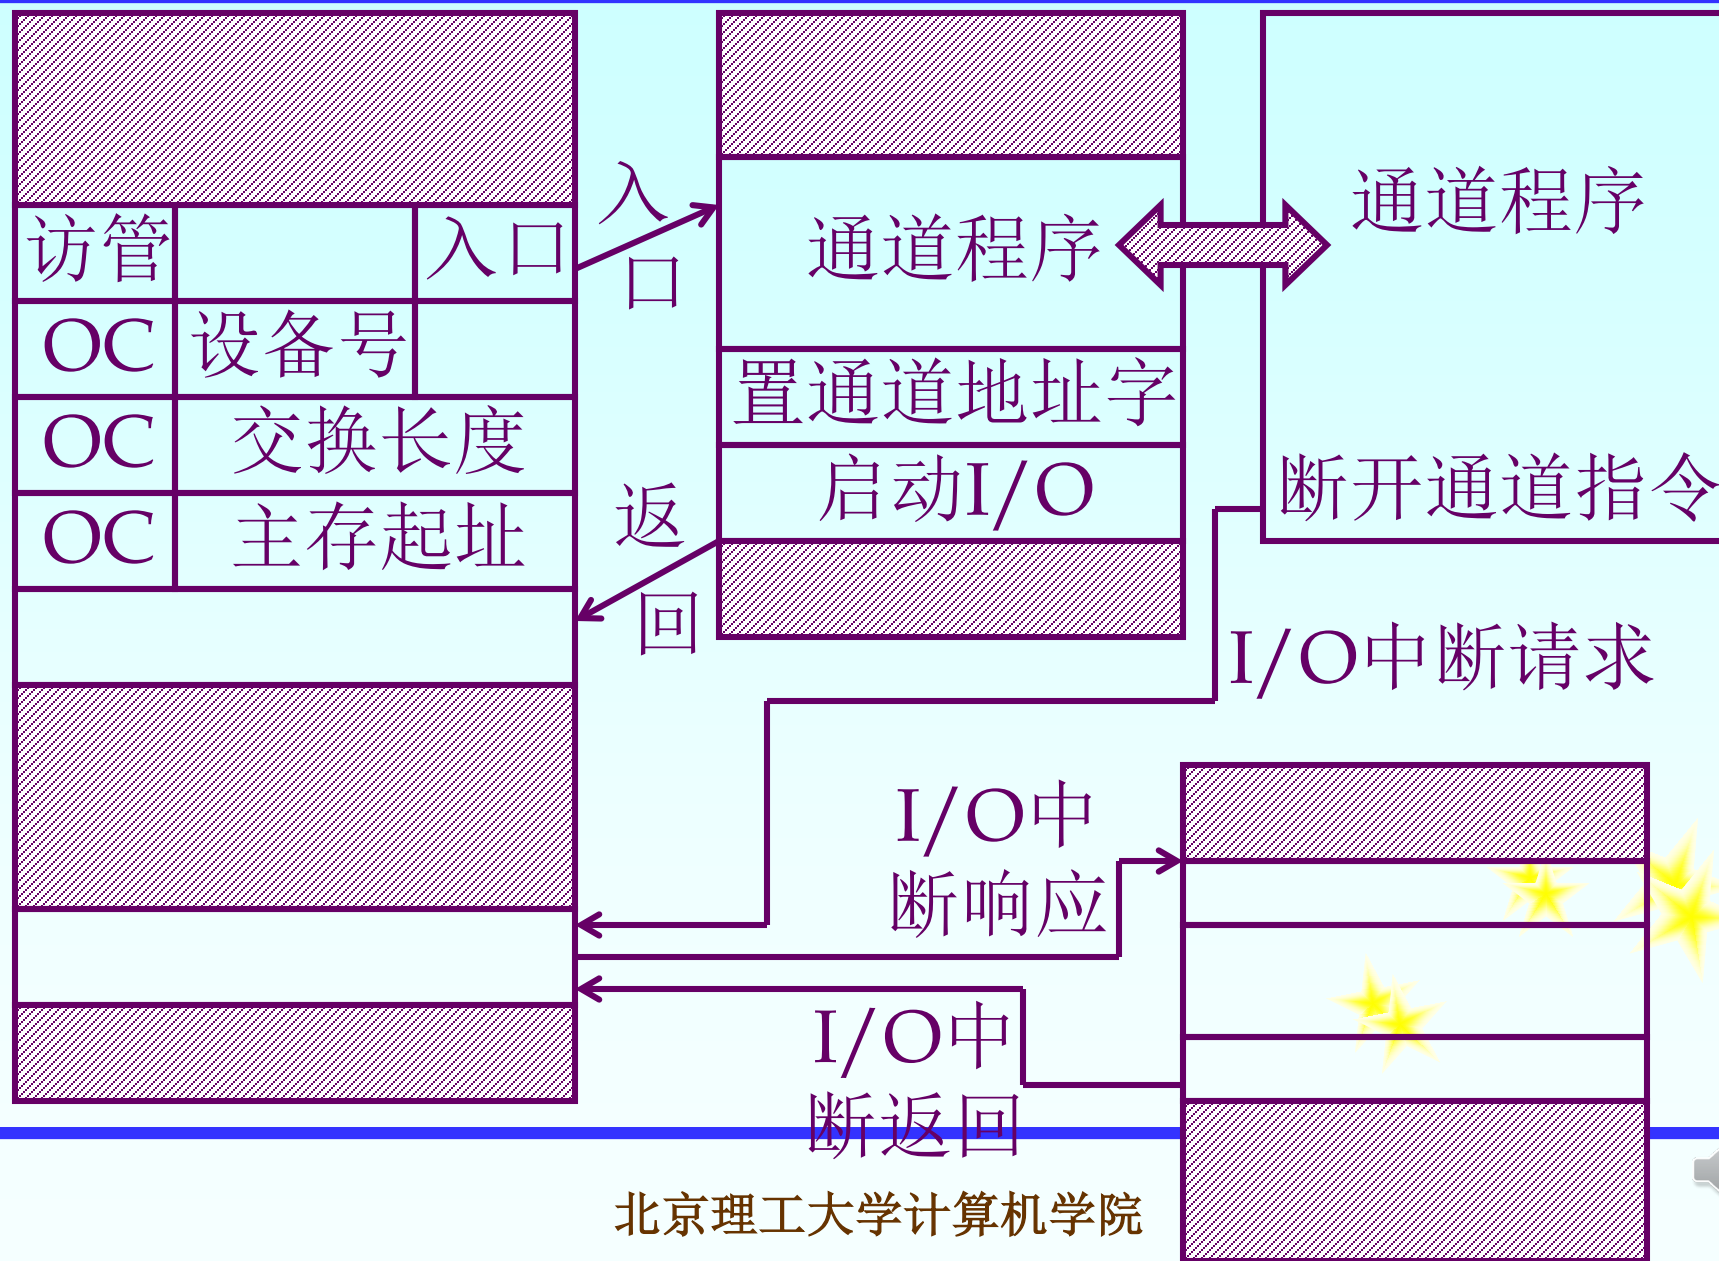 访管 入口
OC 设备号
OC 交换长度
OC 主存起址
入
口
返
回
通道程序
置通道地址字
启动I/O
通道程序
断开通道指令
I/O中断请求
I/O中
断响应
I/O中
断返回
北京理工大学计算机学院